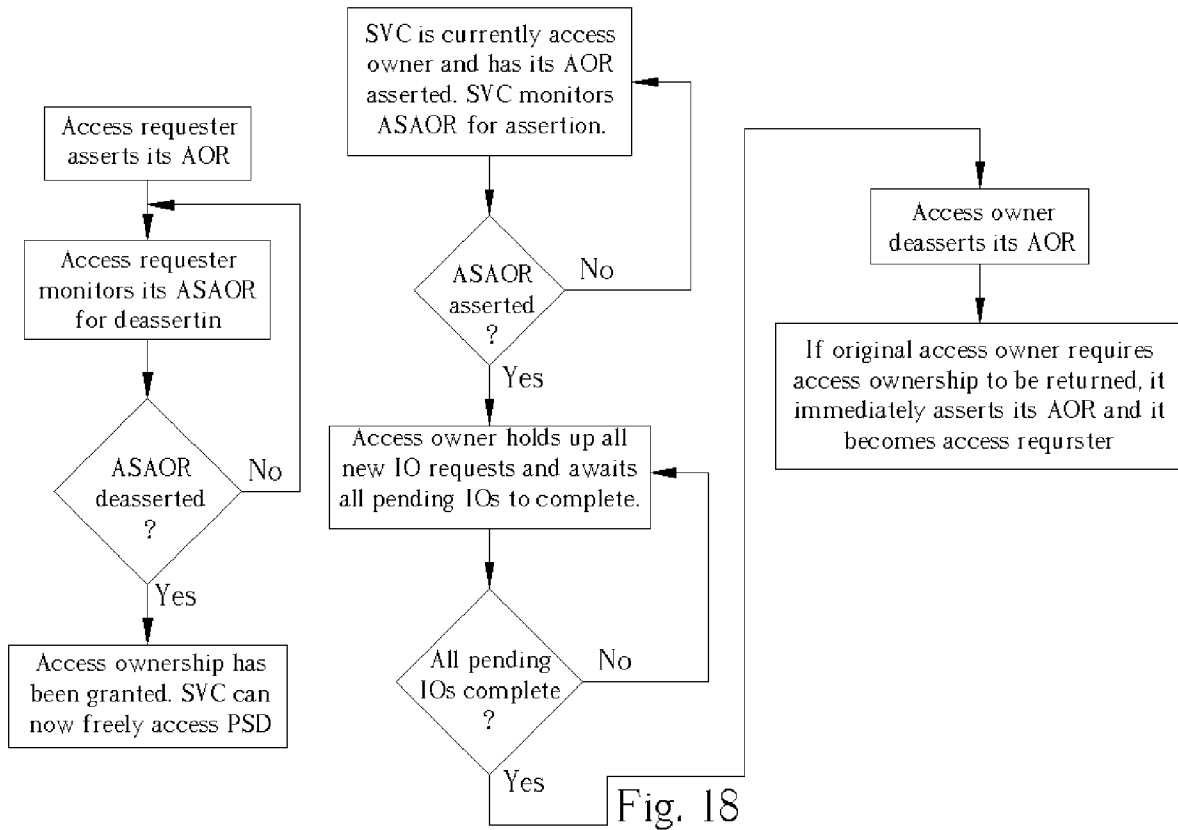 Access requester
asserts its AOR
Access requester
monitors its ASAOR
for deassertin
ASAOR
deasserted
?
No
Yes
Access ownership has
been granted. SVC can
now freely access PSD
SVC is currently access
owner and has its AOR
asserted. SVC monitors
ASAOR for assertion.
ASAOR
asserted
?
No
Yes
Access owner holds up all
new IO requests and awaits
all pending IOs to complete.
All pending
IOs complete
?
No
Yes
Access owner
deasserts its AOR
If original access owner requires
access ownership to be returned, it
immediately asserts its AOR and it
becomes access requrster
Fig. 18